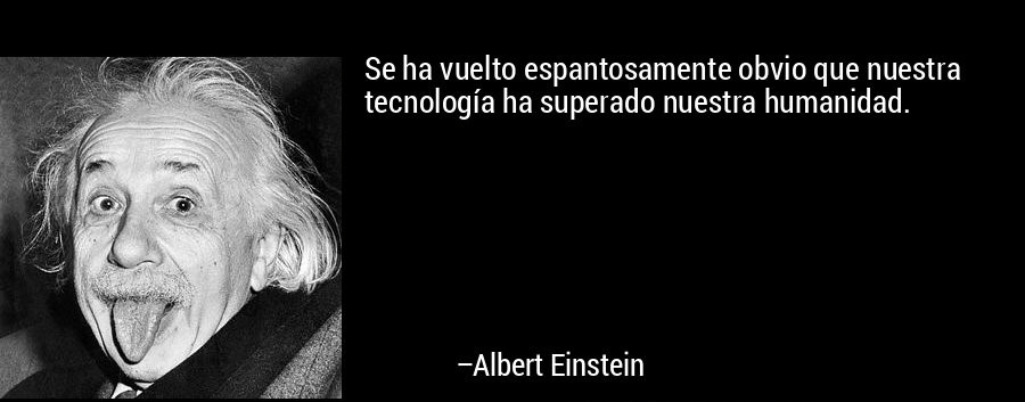 Se ha vuelto espantosamente obvio que nuestra
tecnología ha superado nuestra humanidad.
–Albert Einstein